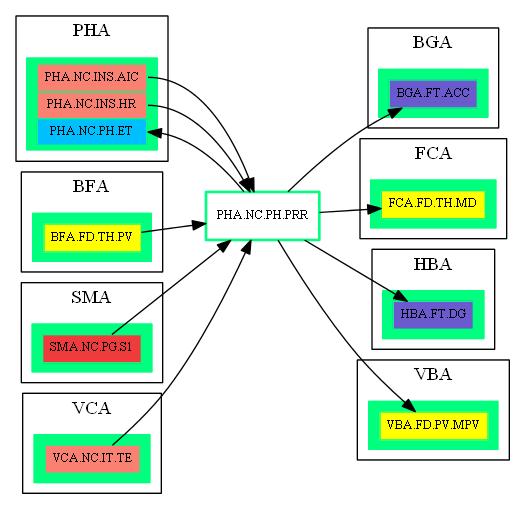 PHA
PHA.NC.INS.AIC
PHA.NC.INS.HR
PHA.NC.PH.ET
BFA
BFA.FD.TH.PV
SMA
SMA.NC.PG.S1
VCA
VCA.NC.IT.TE
PHA.NC.PH.PRR
BGA
BGA.FT.ACC
FCA
FCA.FD.TH.MD
HBA
HBA.FT.DG
VBA
VBA.FD.PV.MPV